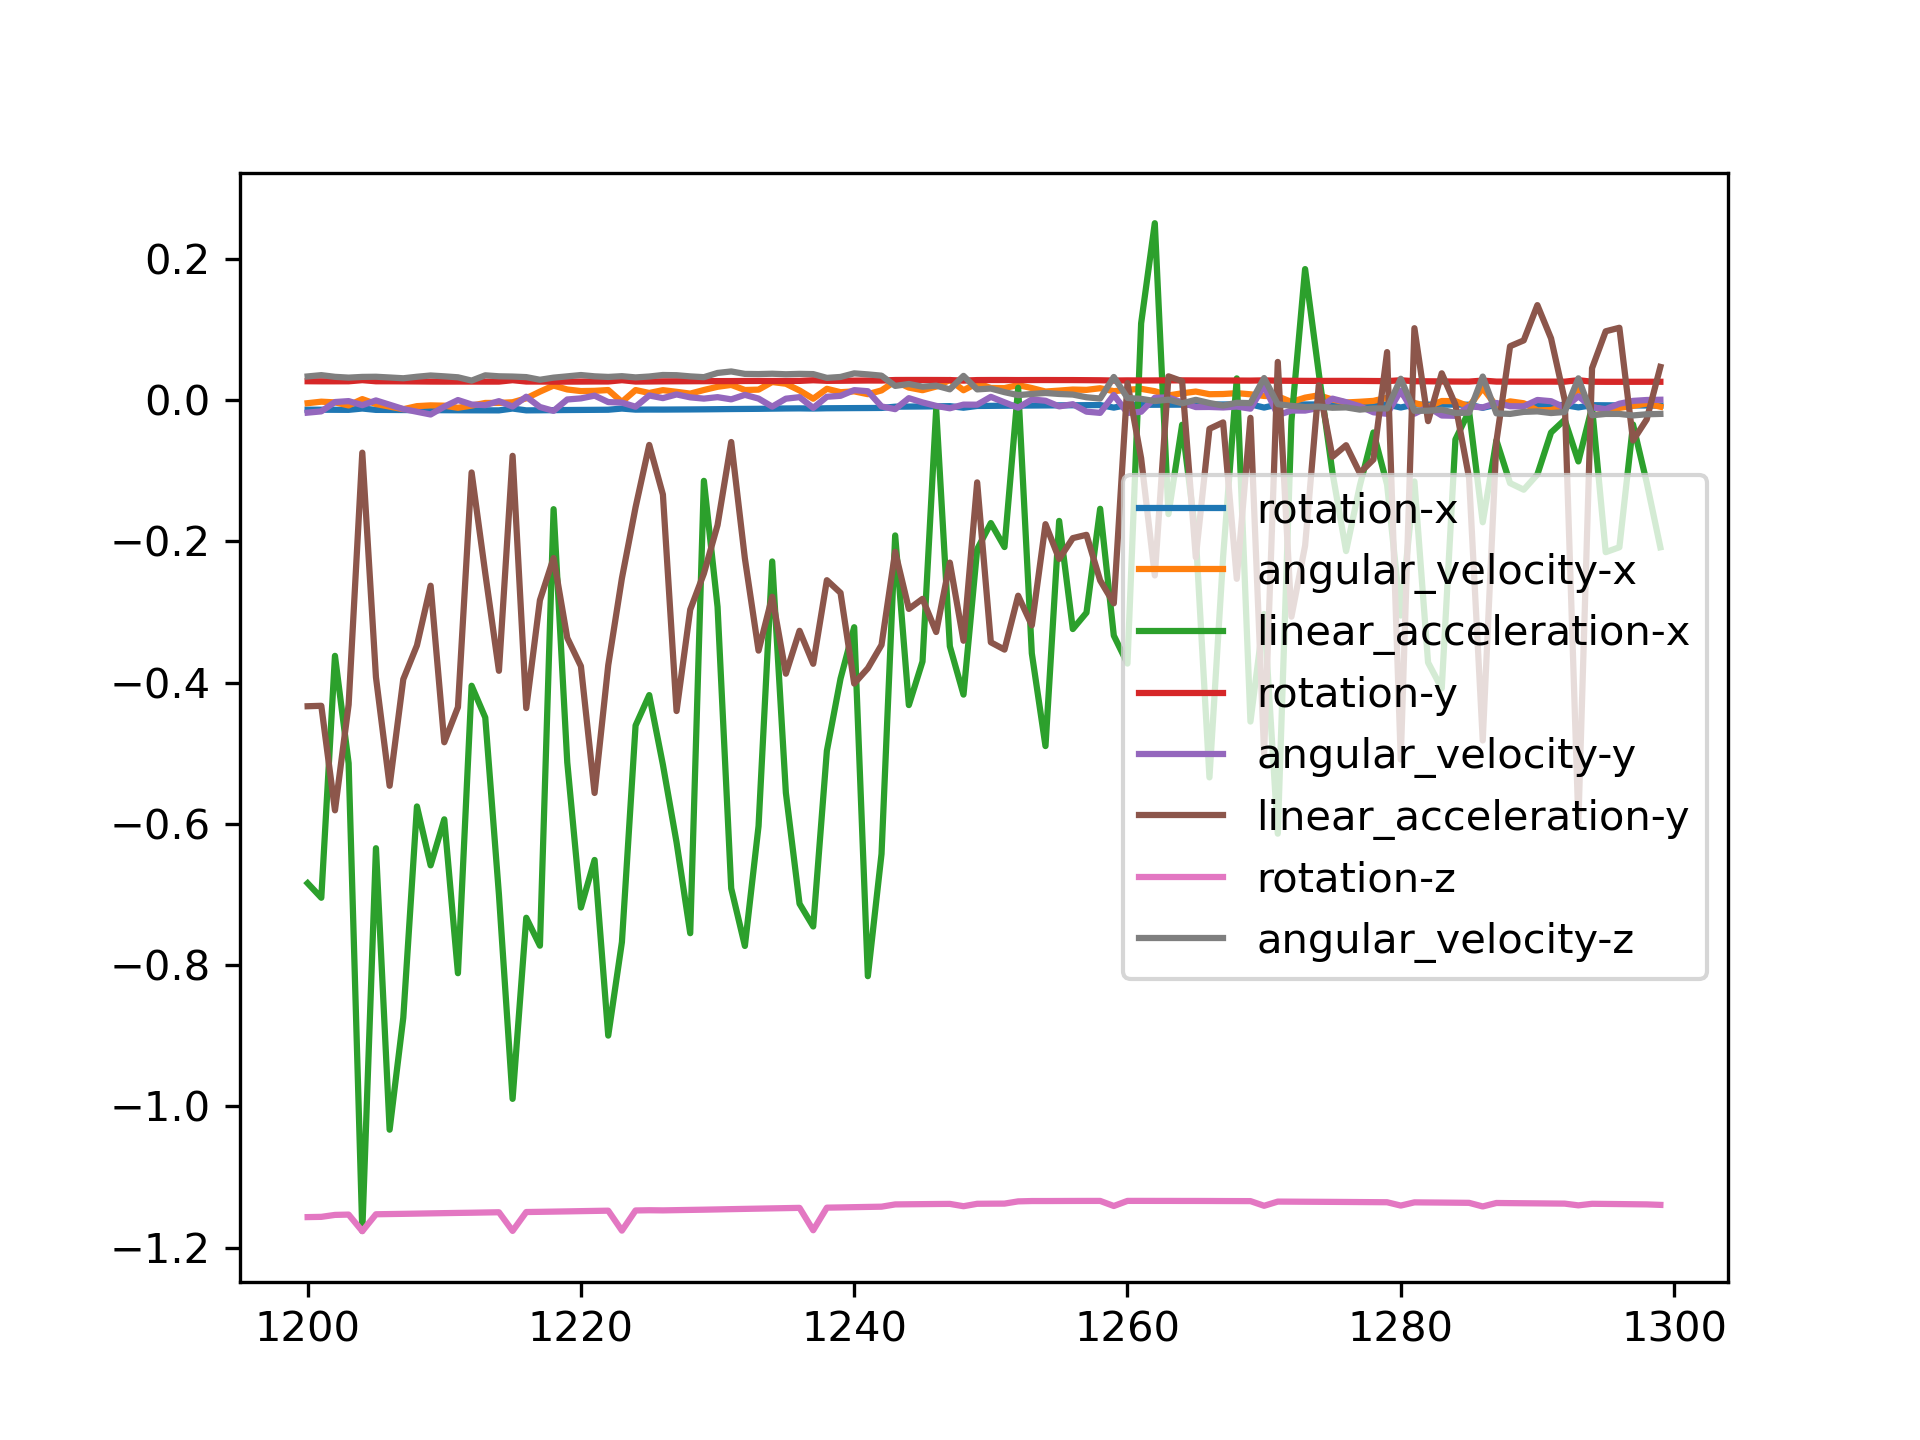 0.2
0.0
−0.2
−0.4
−0.6
−0.8
−1.0
−1.2
rotation-x
angular_velocity-x
linear_acceleration-x
rotation-y
angular_velocity-y
linear_acceleration-y
rotation-z
angular_velocity-z
1200 1220 1240 1260 1280 1300